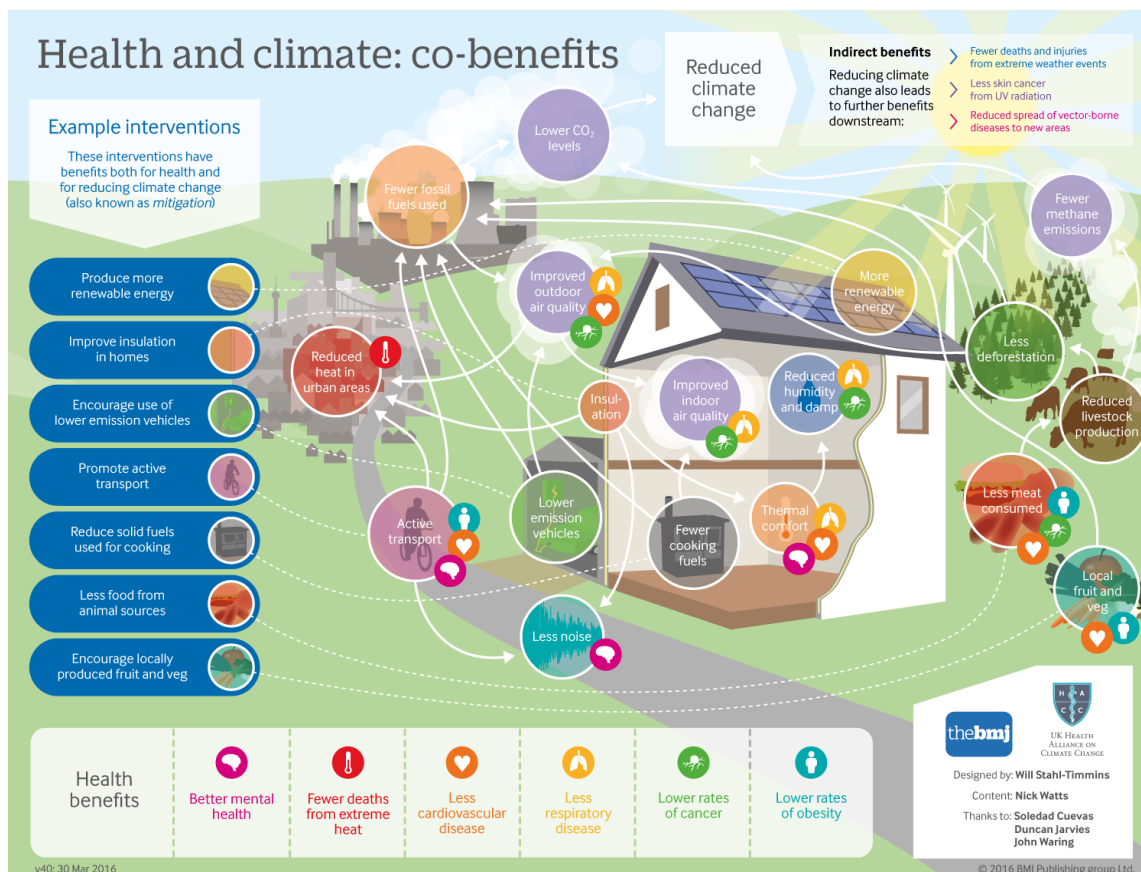 Health and climate: co-benefits
Reduced
climate
change
Indirect benefits
Reducing climate
change also leads
to further benefits
downstream:
Fewer deaths and injuries
from extreme weather events
Less skin cancer
from UV radiation
Reduced spread of vector-borne
diseases to new areas
Example interventions
These interventions have
benefits both for health and
for reducing climate change
(also known as mitigation)
Produce more
renewable energy
Improve insulation
in homes
Encourage use of
lower emission vehicles
Promote active
transport
Reduce solid fuels
used for cooking
Less food from
animal sources
Encourage locally
produced fruit and veg
Lower CO₂
levels
Fewer fossil
fuels used
Fewer
methane
emissions
Improved
outdoor
air quality
More
renewable
energy
Reduced
heat in
urban areas
Less
deforestation
Insul-
ation
Improved
indoor
air quality
Reduced
humidity
and damp
Reduced
livestock
production
Active
transport
Lower
emission
vehicles
Fewer
cooking
fuels
Thermal
comfort
Less meat
consumed
Local
fruit and
veg
Less noise
Health
benefits
Better mental
health
Fewer deaths
from extreme
heat
Less
cardiovascular
disease
Less
respiratory
disease
Lower rates
of cancer
Lower rates
of obesity
thebmj
H A
C C
UK Health
Alliance on
Climate Change
Designed by: Will Stahl-Timmins
Content: Nick Watts
Thanks to: Soledad Cuevas
Duncan Jarvies
John Waring
v40: 30 Mar 2016
© 2016 BMJ Publishing group Ltd.